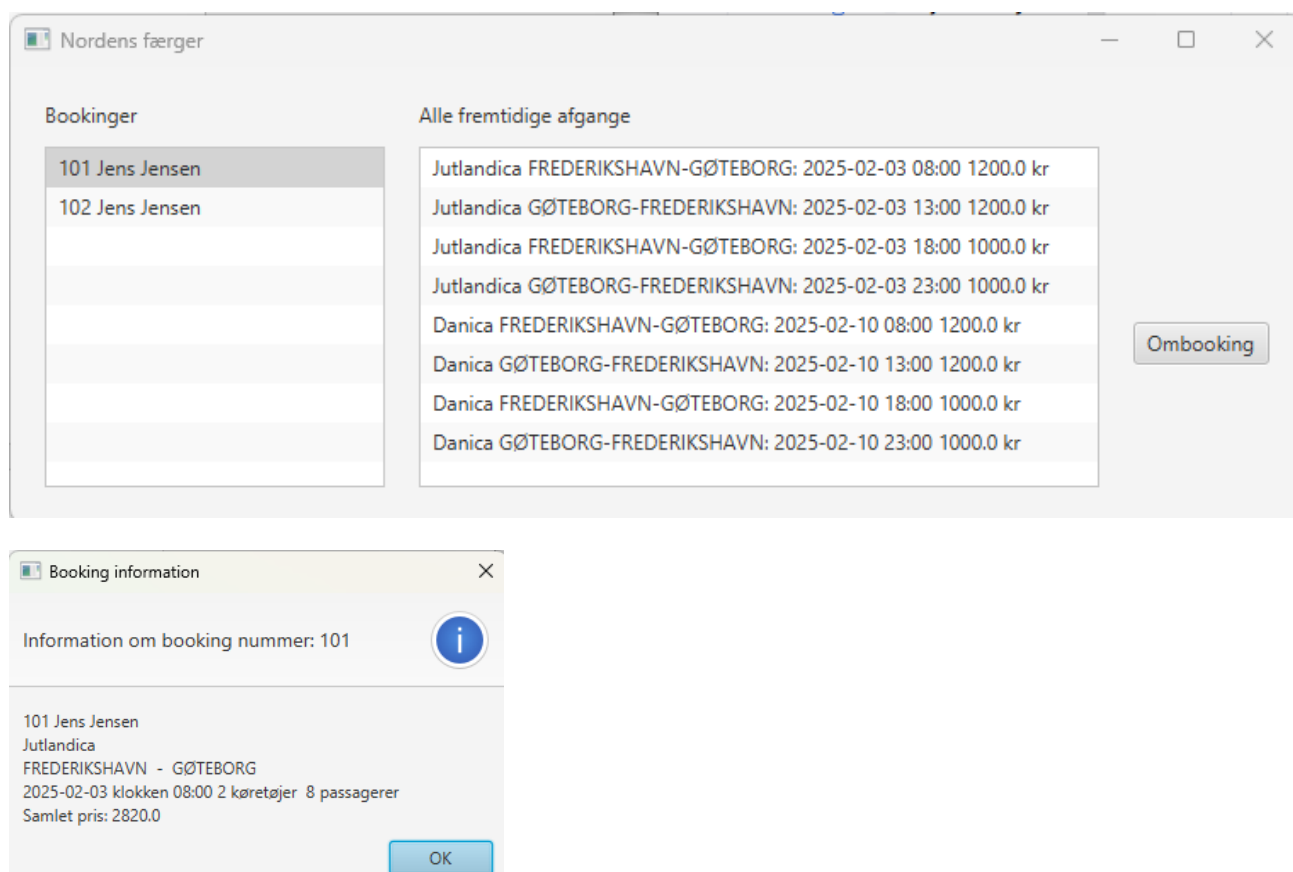 Nordens færger
Bookinger
Alle fremtidige afgange
101 Jens Jensen
102 Jens Jensen
Jutlandica FREDERIKSHAVN-GØTEBORG: 2025-02-03 08:00 1200.0 kr
Jutlandica GØTEBORG-FREDERIKSHAVN: 2025-02-03 13:00 1200.0 kr
Jutlandica FREDERIKSHAVN-GØTEBORG: 2025-02-03 18:00 1000.0 kr
Jutlandica GØTEBORG-FREDERIKSHAVN: 2025-02-03 23:00 1000.0 kr
Danica FREDERIKSHAVN-GØTEBORG: 2025-02-10 08:00 1200.0 kr
Danica GØTEBORG-FREDERIKSHAVN: 2025-02-10 13:00 1200.0 kr
Danica FREDERIKSHAVN-GØTEBORG: 2025-02-10 18:00 1000.0 kr
Danica GØTEBORG-FREDERIKSHAVN: 2025-02-10 23:00 1000.0 kr
Ombooking
Booking information
Information om booking nummer: 101
101 Jens Jensen
Jutlandica
FREDERIKSHAVN - GØTEBORG
2025-02-03 klokken 08:00 2 køretøjer 8 passagerer
Samlet pris: 2820.0
OK